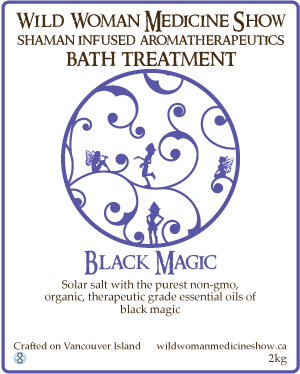 Wild Woman Medicine Show
Shaman Infused Aromatherapeutics
Bath Treatment
Black Magic
Solar salt with the purest non-gmo,
organic, therapeutic grade essential oils of
black magic
Crafted on Vancouver Island wildwomanmedicineshow.ca
2kg